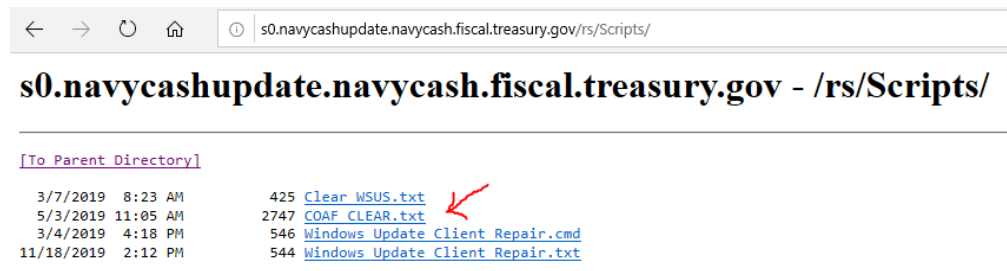 s0.navycashupdate.navycash.fiscal.treasury.gov/rs/Scripts/
s0.navycashupdate.navycash.fiscal.treasury.gov - /rs/Scripts/
[To Parent Directory]
3/7/2019 8:23 AM 425 Clear WSUS.txt
5/3/2019 11:05 AM 2747 COAF CLEAR.txt
3/4/2019 4:18 PM 546 Windows Update Client Repair.cmd
11/18/2019 2:12 PM 544 Windows Update Client Repair.txt